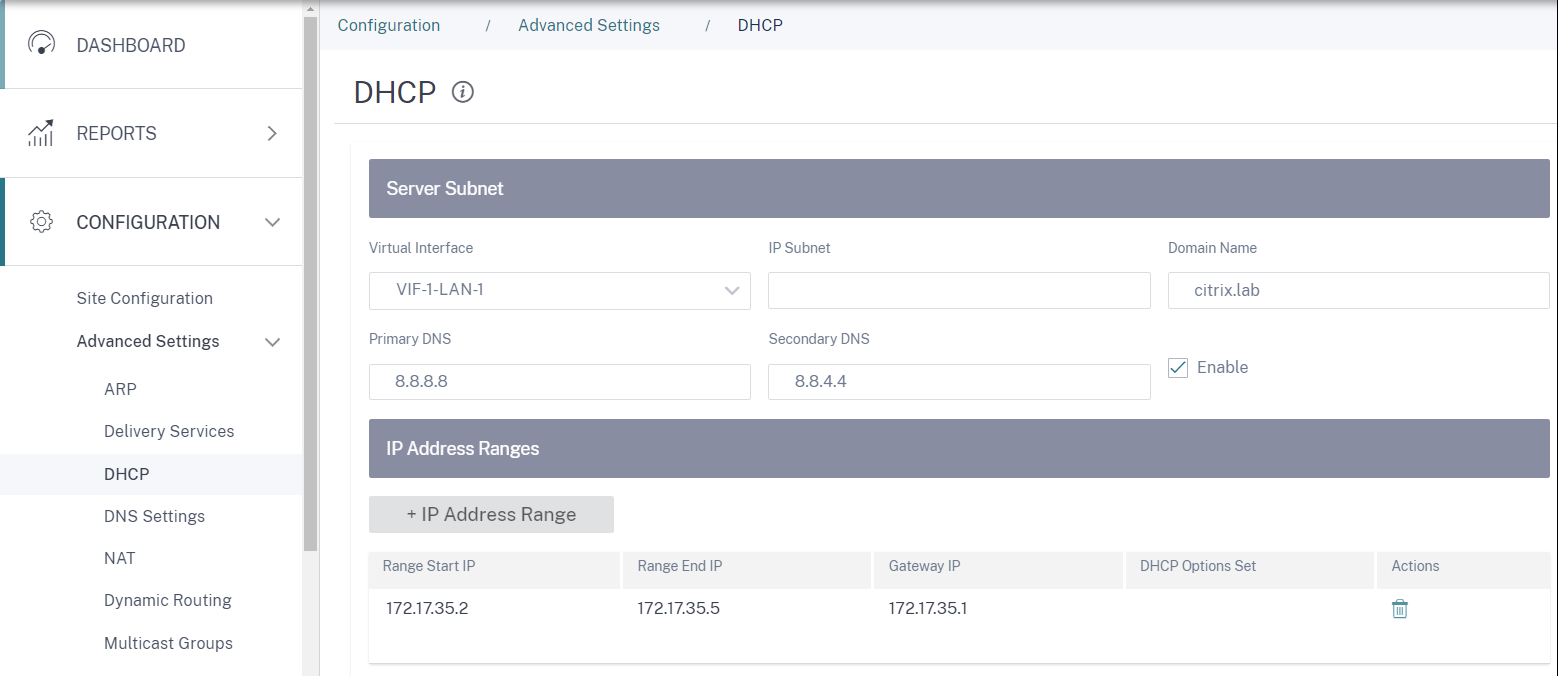 DASHBOARD
REPORTS
CONFIGURATION
Site Configuration
Advanced Settings
ARP
Delivery Services
DHCP
DNS Settings
NAT
Dynamic Routing
Multicast Groups
Configuration / Advanced Settings / DHCP
DHCP
Server Subnet
Virtual Interface IP Subnet Domain Name
VIF-1-LAN-1 citrix.lab
Primary DNS Secondary DNS
8.8.8.8 8.8.4.4 Enable
IP Address Ranges
+ IP Address Range
Range Start IP Range End IP Gateway IP DHCP Options Set Actions
172.17.35.2 172.17.35.5 172.17.35.1